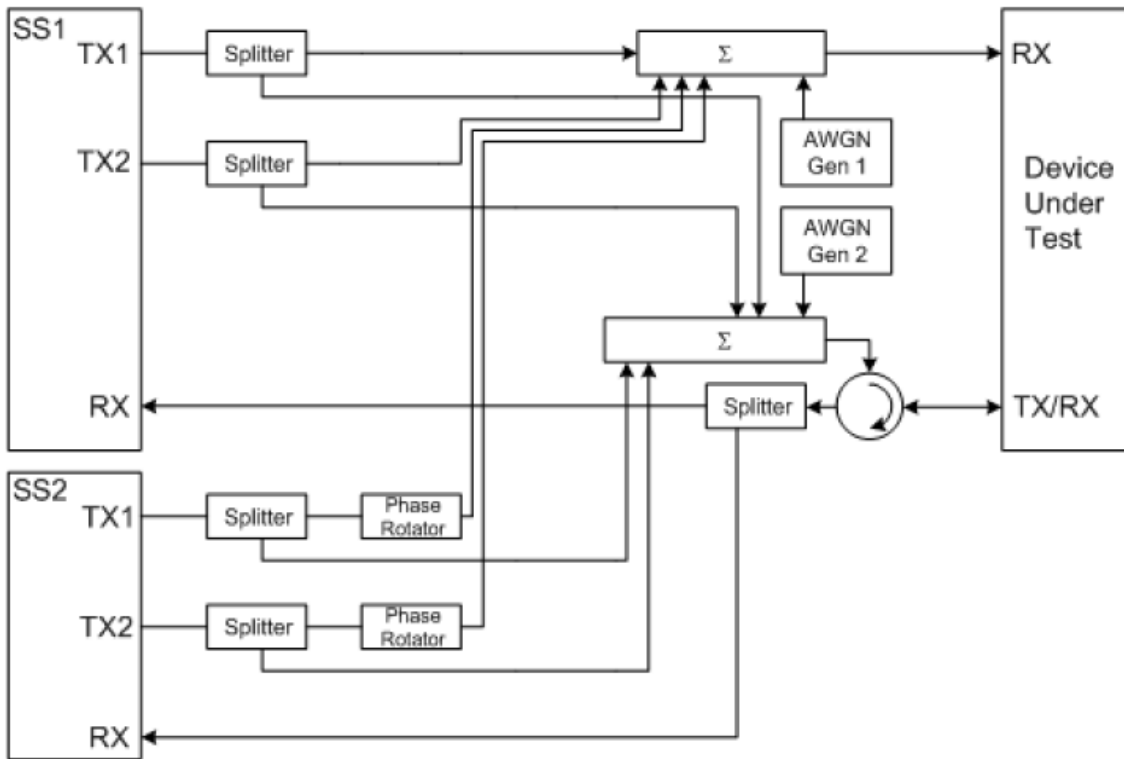 SS1
TX1
Splitter
Σ
RX
TX2
Splitter
AWGN
Gen 1
Device
Under
Test
AWGN
Gen 2
Σ
RX
Splitter
TX/RX
SS2
TX1
Splitter
Phase
Rotator
TX2
Splitter
Phase
Rotator
RX